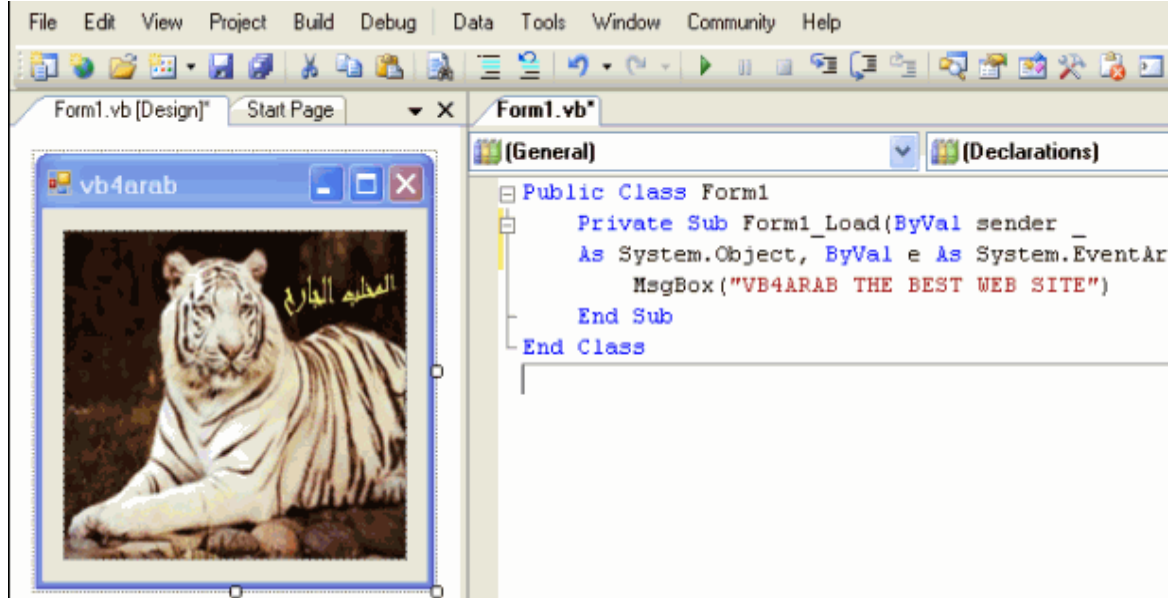 File Edit View Project Build Debug Data Tools Window Community Help
Form1.vb [Design]* Start Page
Form1.vb*
(General) (Declarations)
vb4arab
المخلب الجارح
Public Class Form1
Private Sub Form1_Load(ByVal sender _
As System.Object, ByVal e As System.EventAr
MsgBox("VB4ARAB THE BEST WEB SITE")
End Sub
End Class